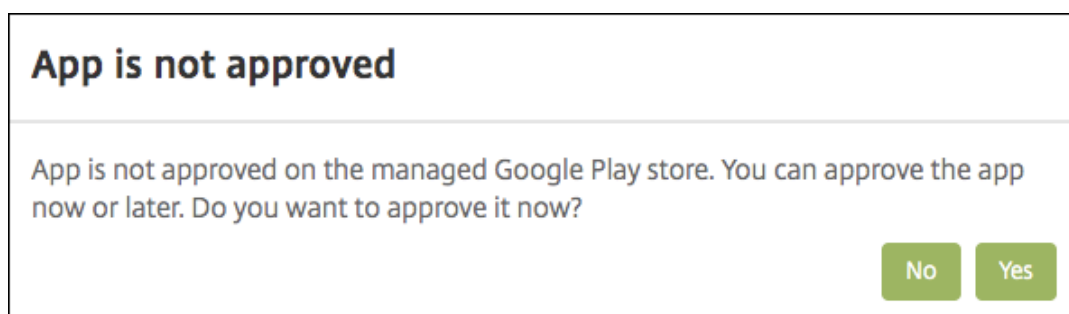 App is not approved
App is not approved on the managed Google Play store. You can approve the app
now or later. Do you want to approve it now?
No Yes